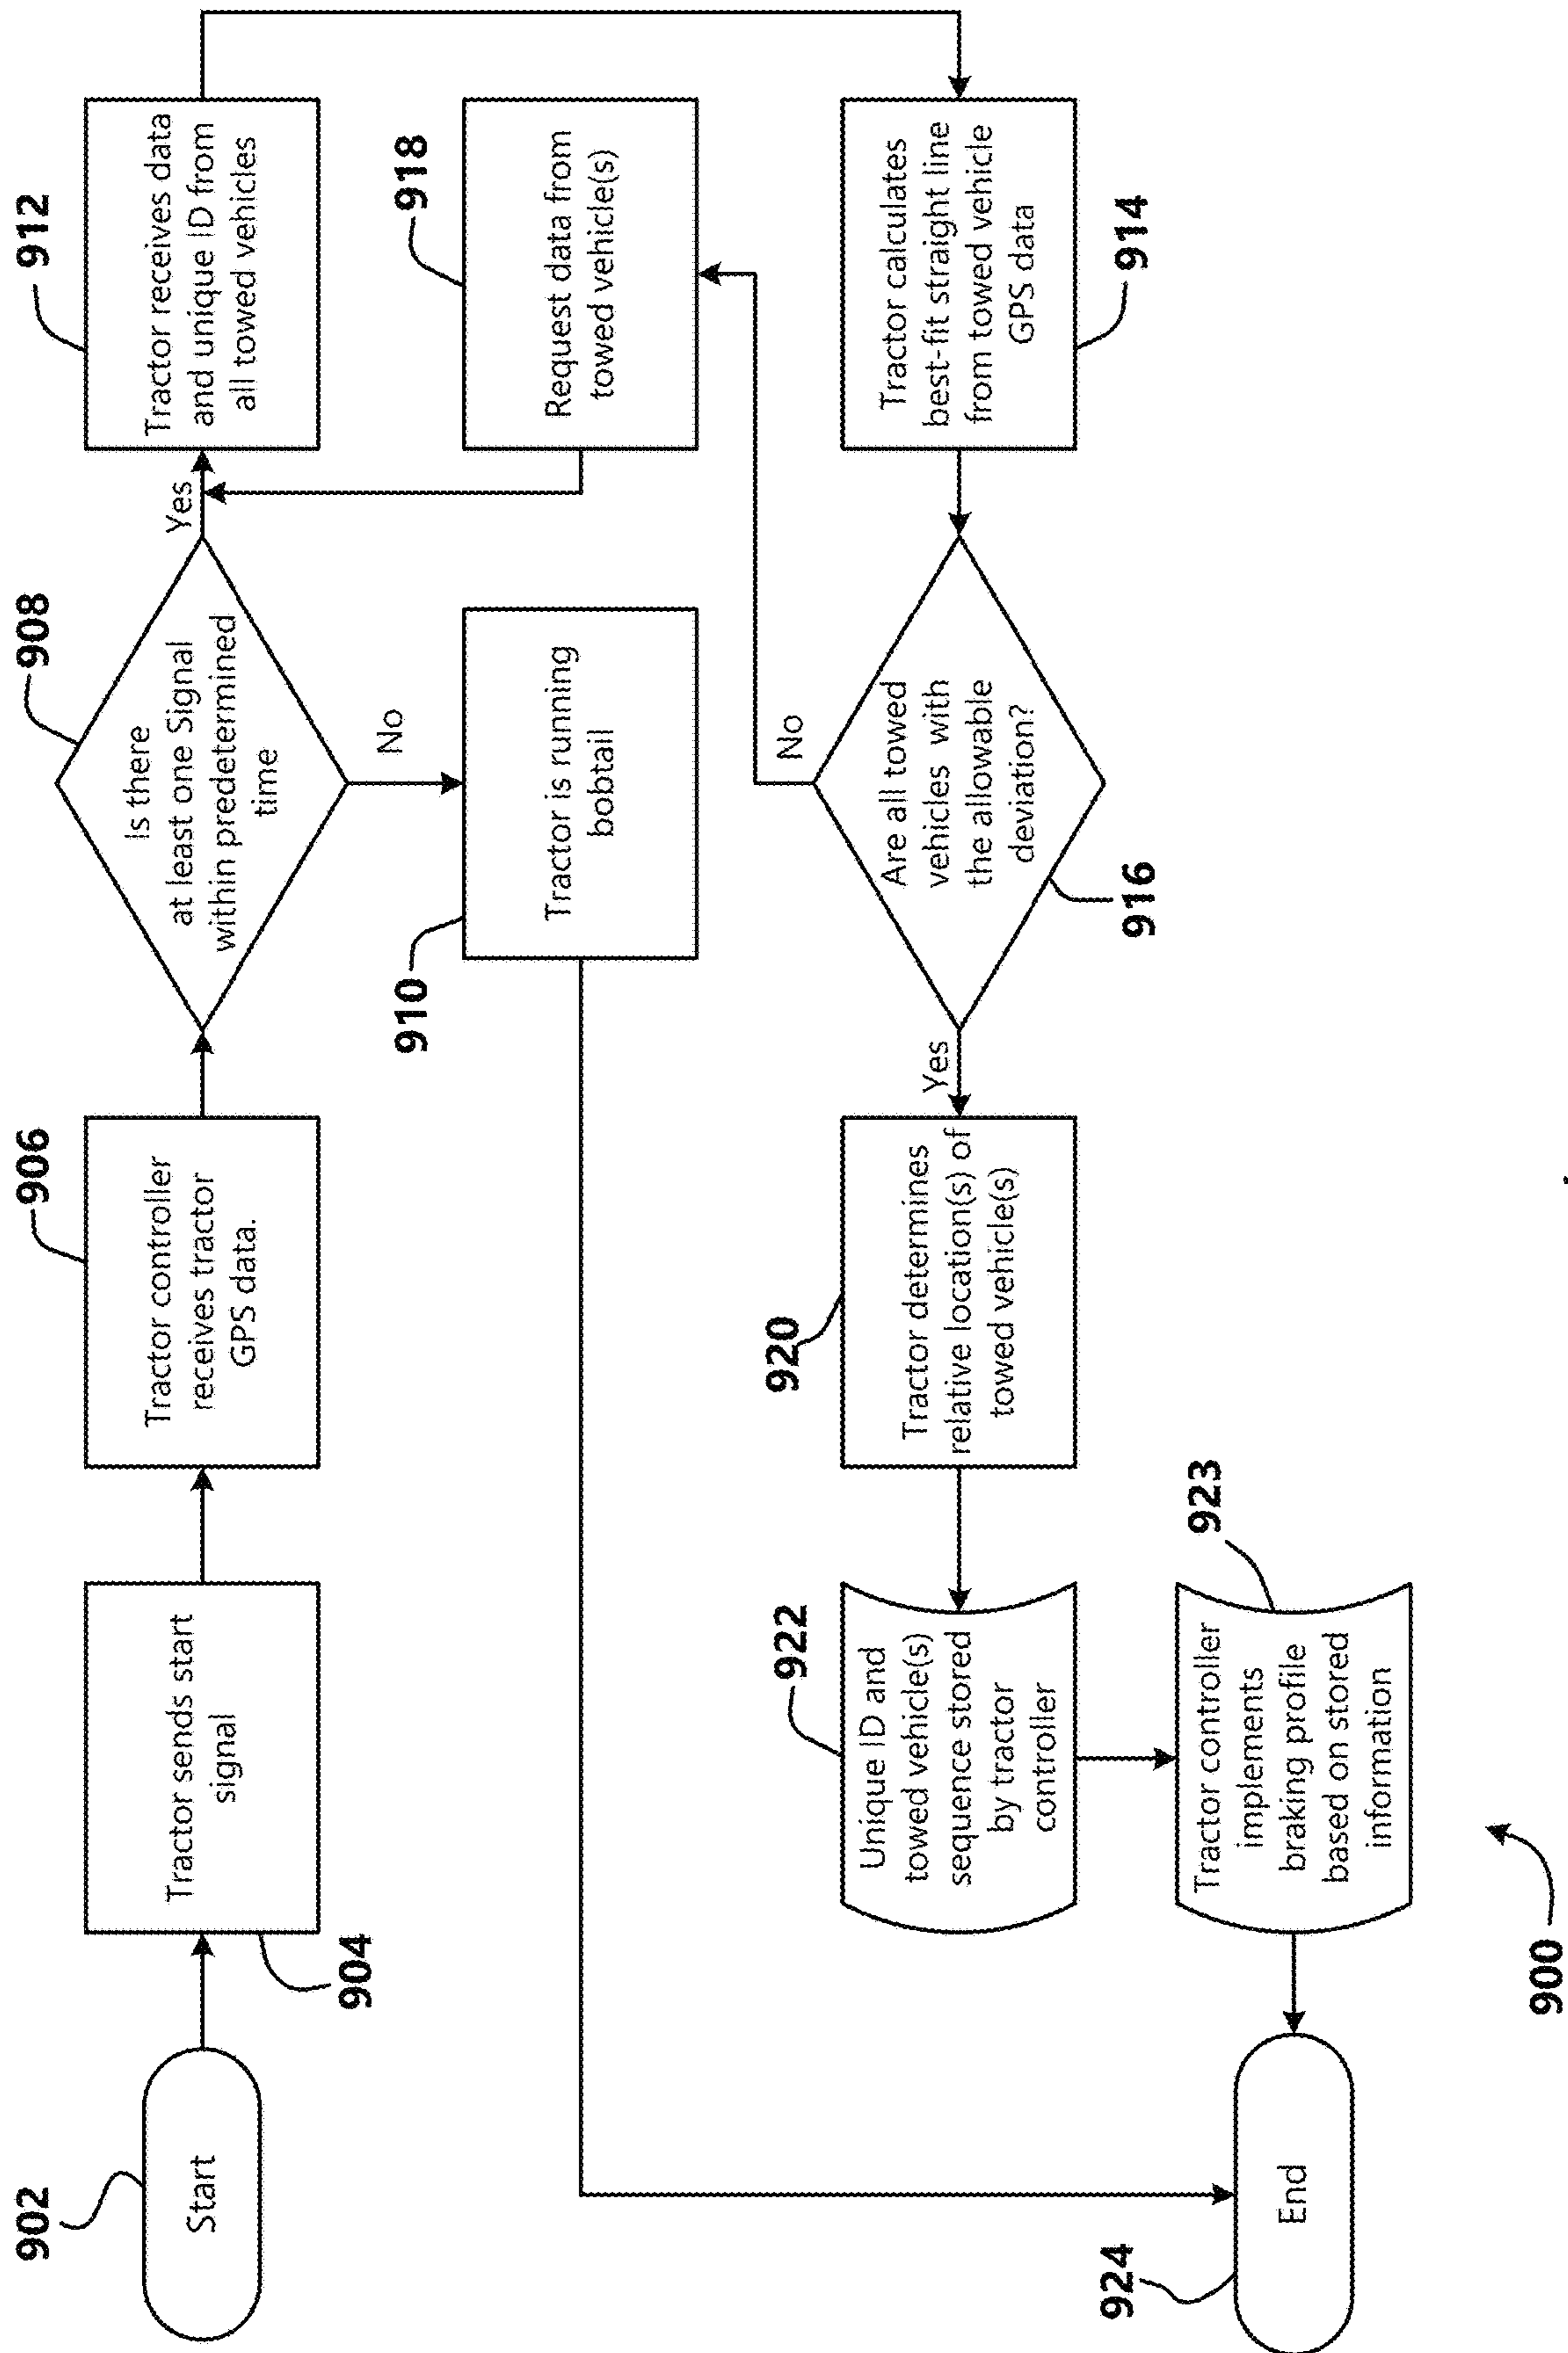 902
Start
904
Tractor sends start
signal
906
Tractor controller
receives tractor
GPS data.
908
Is there
at least one Signal
within predetermined
time
Yes
No
912
Tractor receives data
and unique ID from
all towed vehicles
910
Tractor is running
bobtail
918
Request data from
towed vehicle(s)
914
Tractor calculates
best-fit straight line
from towed vehicle
GPS data
916
Are all towed
vehicles with
the allowable
deviation?
No
Yes
920
Tractor determines
relative location(s) of
towed vehicle(s)
922
Unique ID and
towed vehicle(s)
sequence stored
by tractor
controller
923
Tractor controller
implements
braking profile
based on stored
information
924
End
900